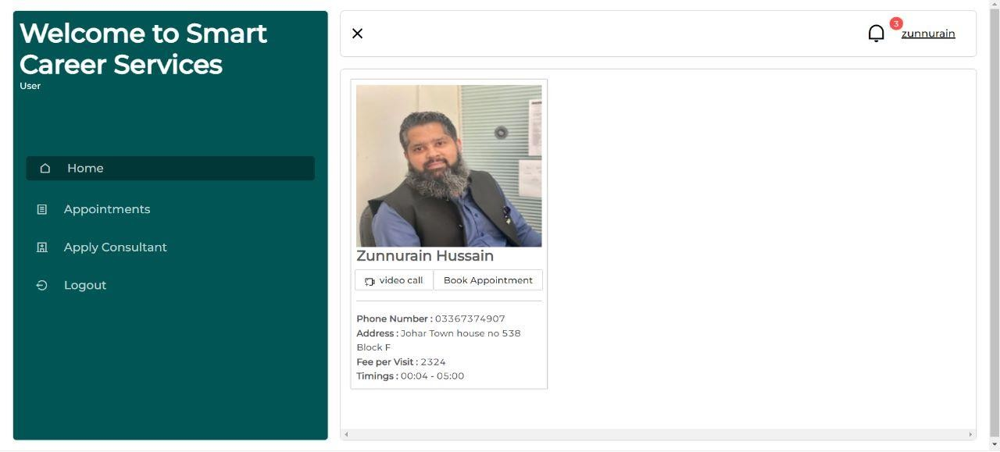 Welcome to Smart
Career Services
User
Home
Appointments
Apply Consultant
Logout
3
zunnurain
Zunnurain Hussain
video call
Book Appointment
Phone Number : 03367374907
Address : Johar Town house no 538
Block F
Fee per Visit : 2324
Timings : 00:04 - 05:00